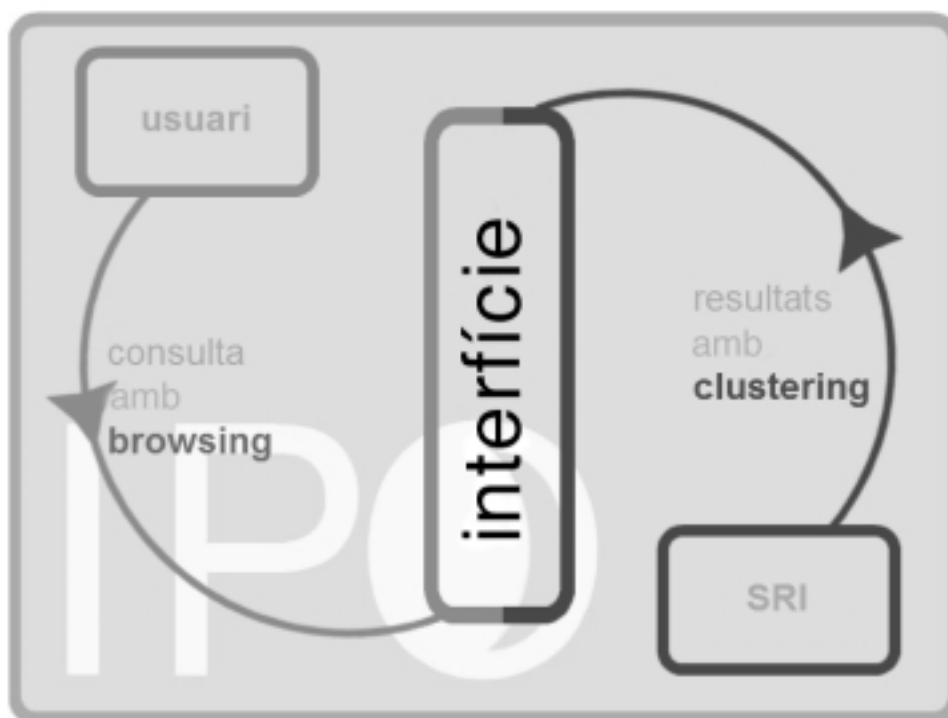 usuari
consulta
amb
browsing
interfície
resultats
amb
clustering
SRI
IPO